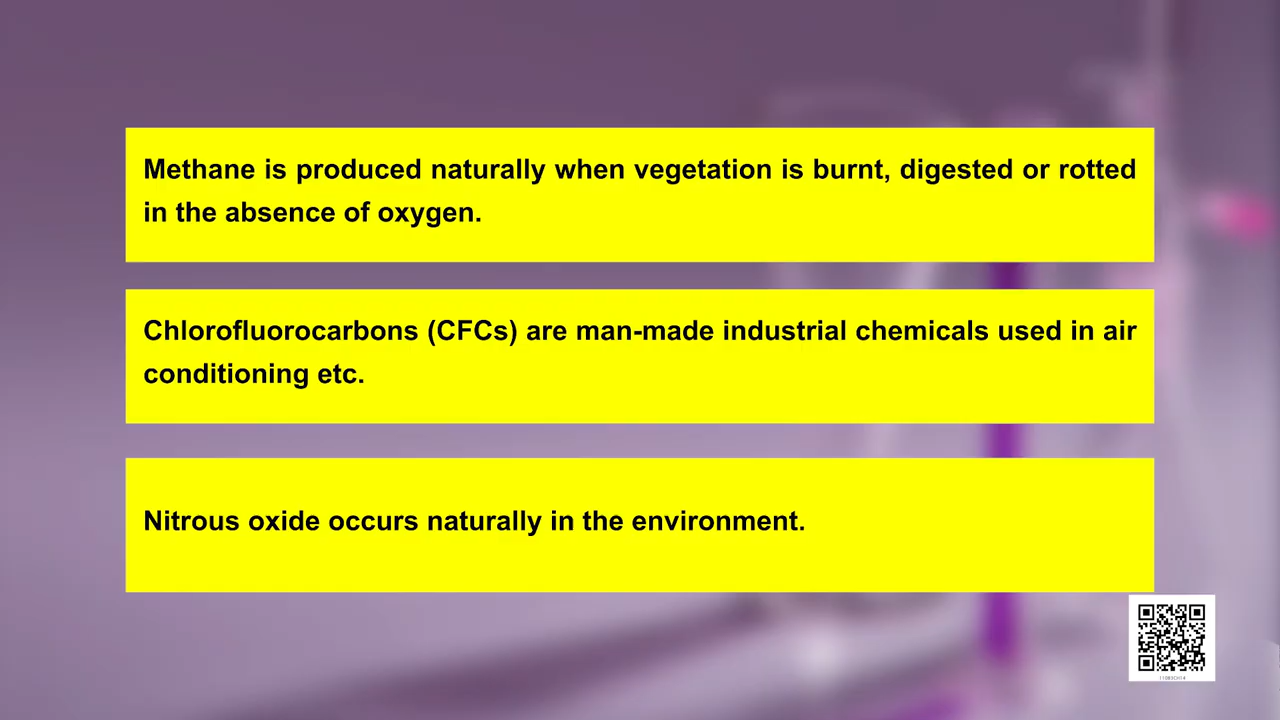 Methane is produced naturally when vegetation is burnt, digested or rotted
in the absence of oxygen.
Chlorofluorocarbons (CFCs) are man-made industrial chemicals used in air
conditioning etc.
Nitrous oxide occurs naturally in the environment.